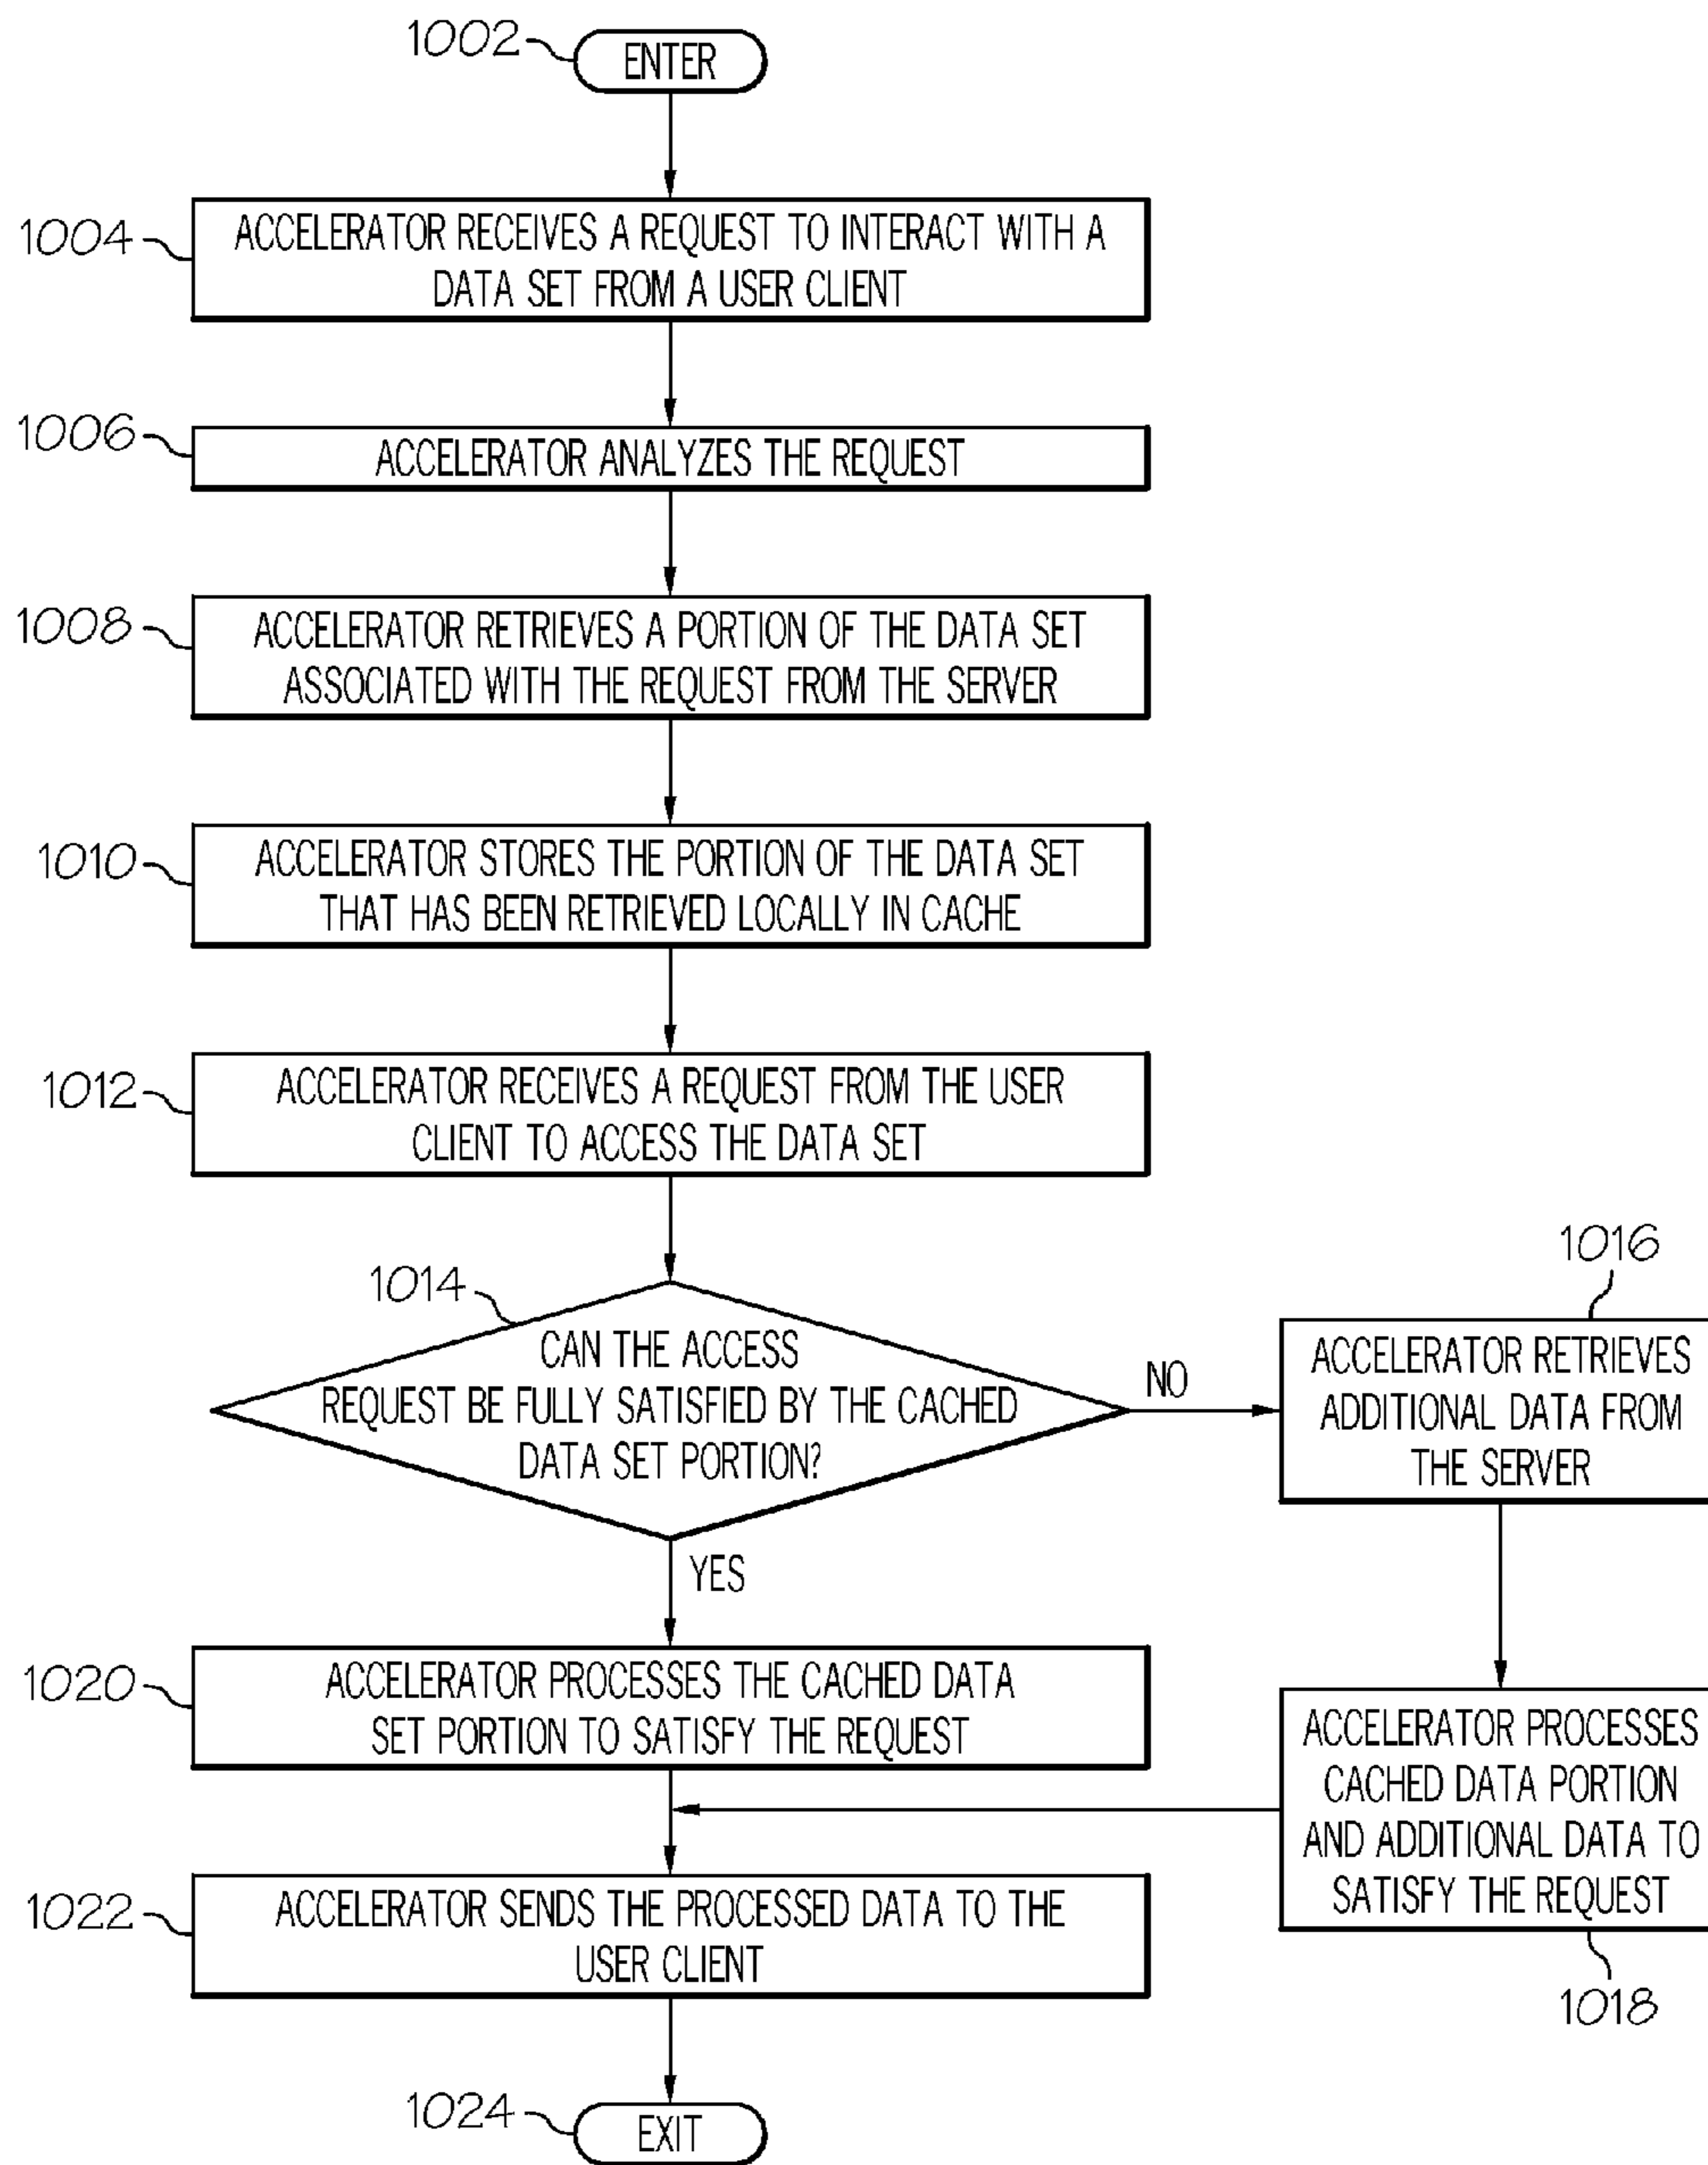 1002
ENTER
1004
ACCELERATOR RECEIVES A REQUEST TO INTERACT WITH A
DATA SET FROM A USER CLIENT
1006
ACCELERATOR ANALYZES THE REQUEST
1008
ACCELERATOR RETRIEVES A PORTION OF THE DATA SET
ASSOCIATED WITH THE REQUEST FROM THE SERVER
1010
ACCELERATOR STORES THE PORTION OF THE DATA SET
THAT HAS BEEN RETRIEVED LOCALLY IN CACHE
1012
ACCELERATOR RECEIVES A REQUEST FROM THE USER
CLIENT TO ACCESS THE DATA SET
1014
CAN THE ACCESS
REQUEST BE FULLY SATISFIED BY THE CACHED
DATA SET PORTION?
NO
1016
ACCELERATOR RETRIEVES
ADDITIONAL DATA FROM
THE SERVER
YES
1020
ACCELERATOR PROCESSES THE CACHED DATA
SET PORTION TO SATISFY THE REQUEST
ACCELERATOR PROCESSES
CACHED DATA PORTION
AND ADDITIONAL DATA TO
SATISFY THE REQUEST
1018
1022
ACCELERATOR SENDS THE PROCESSED DATA TO THE
USER CLIENT
1024
EXIT